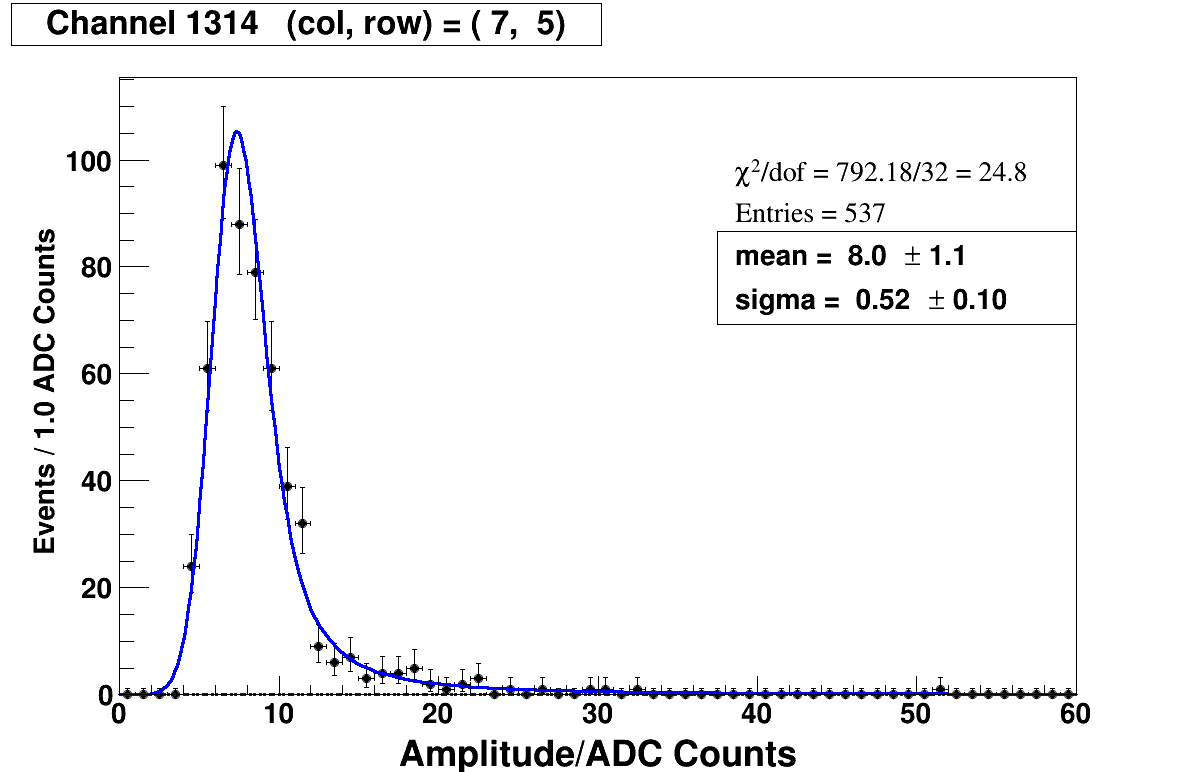 Channel 1314 (col, row) = ( 7, 5)
χ²/dof = 792.18/32 = 24.8
Entries = 537
mean = 8.0 ± 1.1
sigma = 0.52 ± 0.10
Events / 1.0 ADC Counts
100
80
60
40
20
0
0 10 20 30 40 50 60
Amplitude/ADC Counts